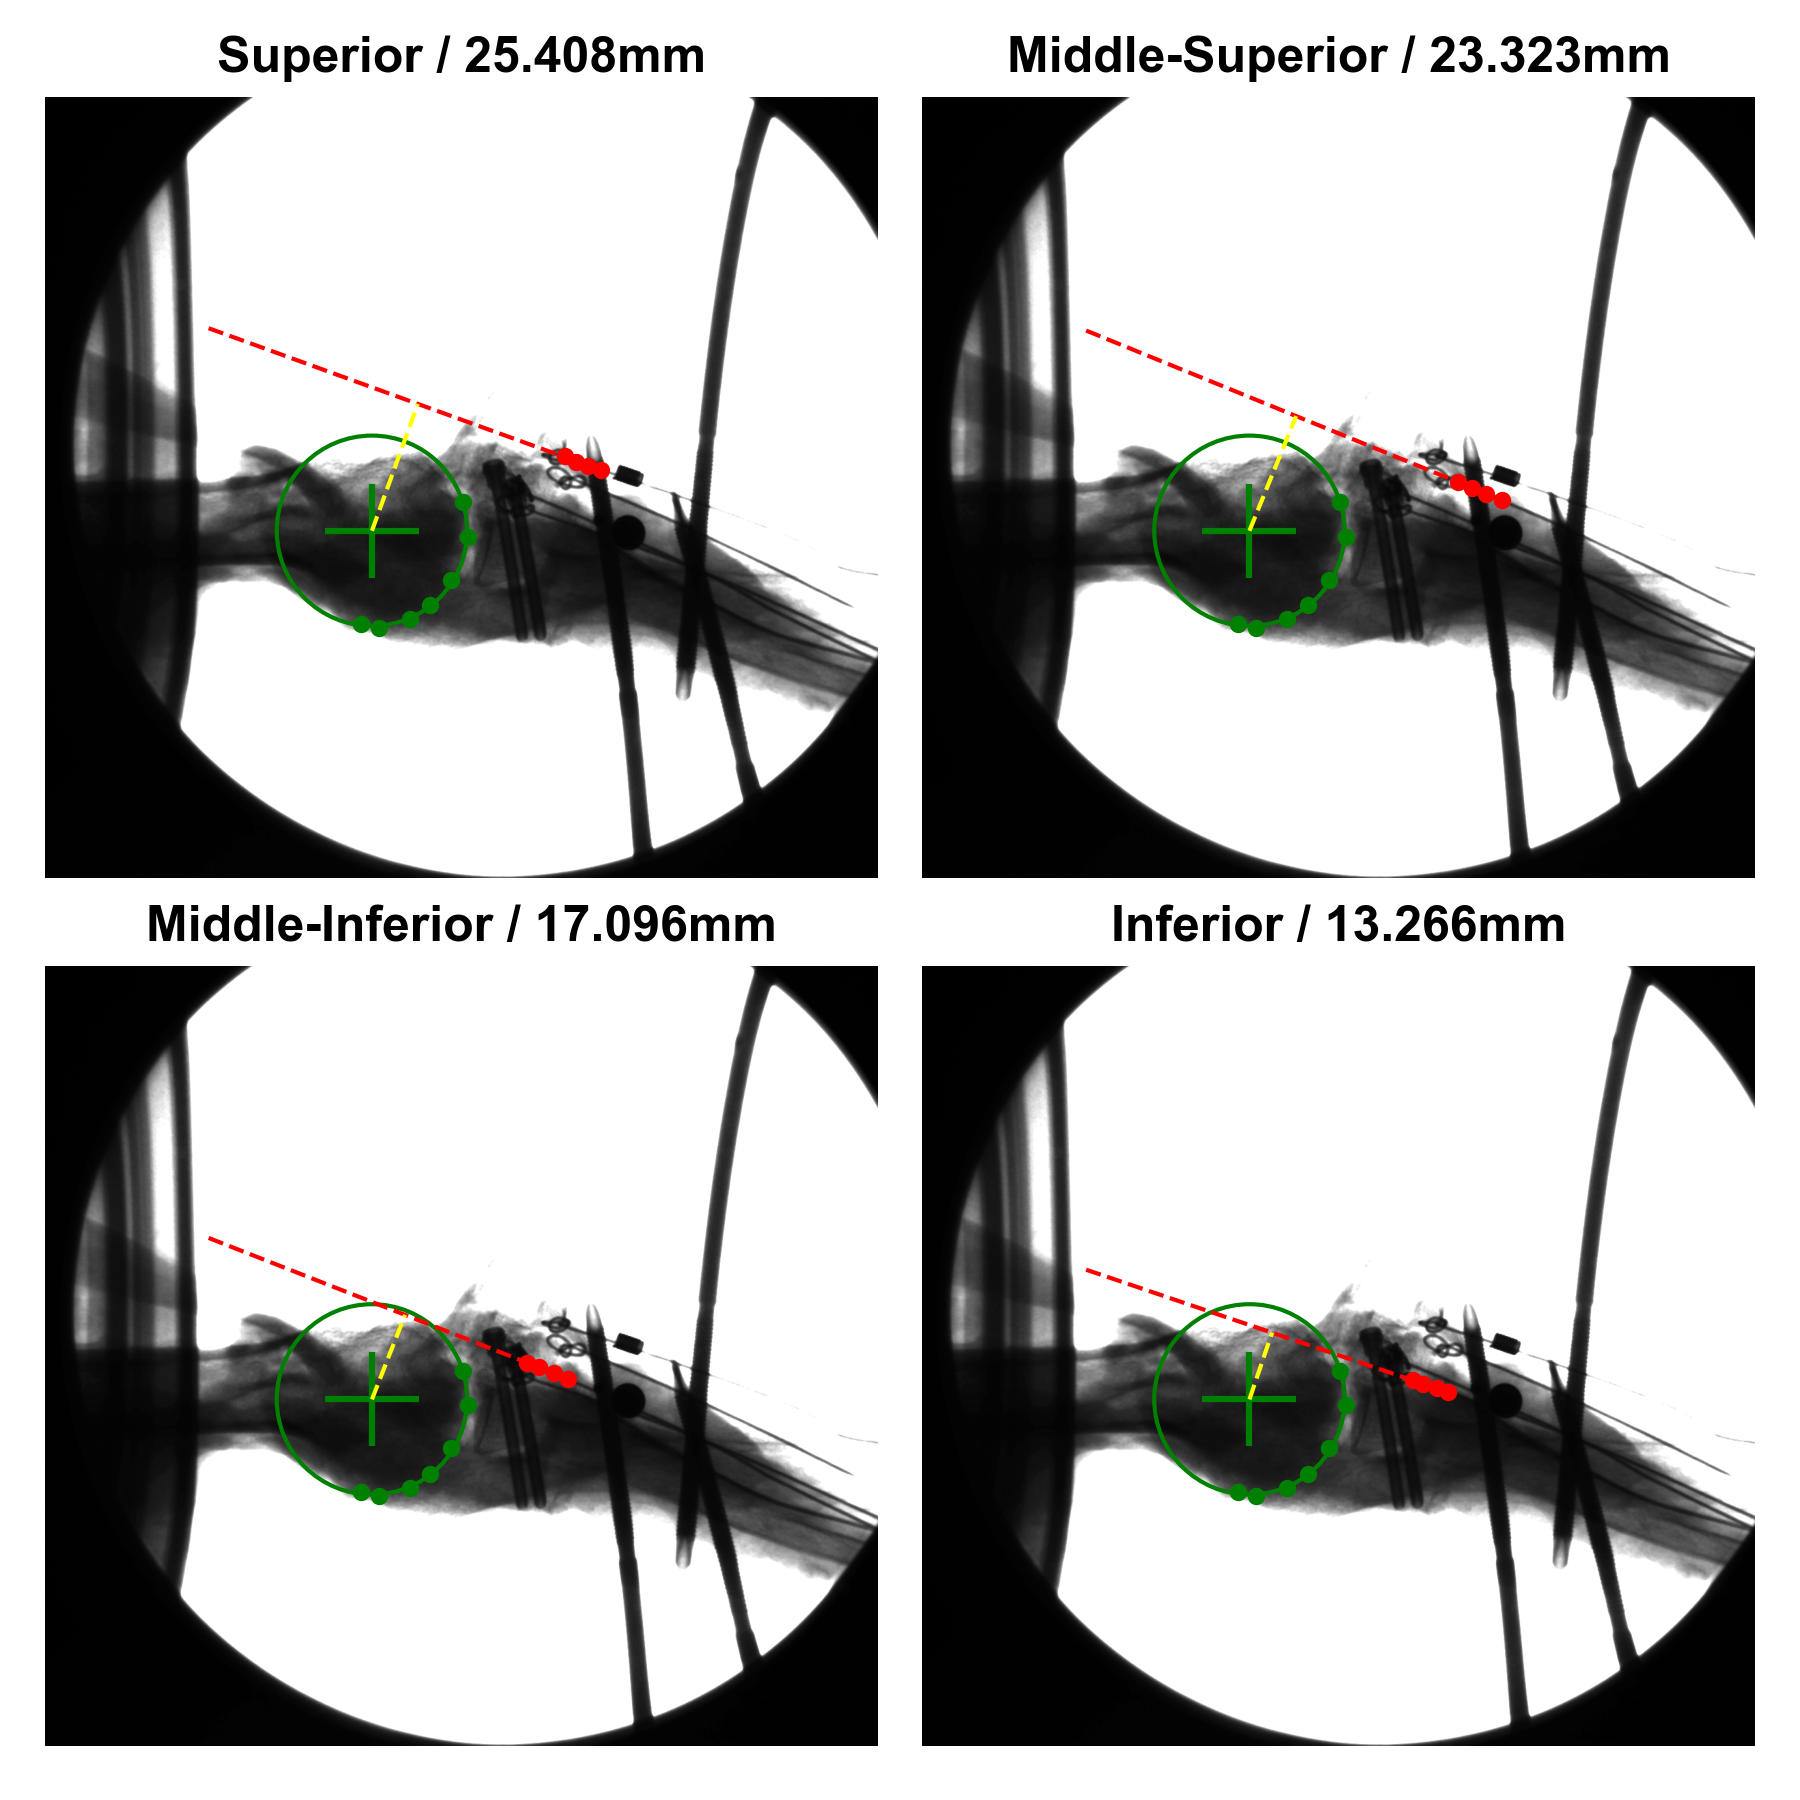 Superior / 25.408mm
Middle-Superior / 23.323mm
Middle-Inferior / 17.096mm
Inferior / 13.266mm